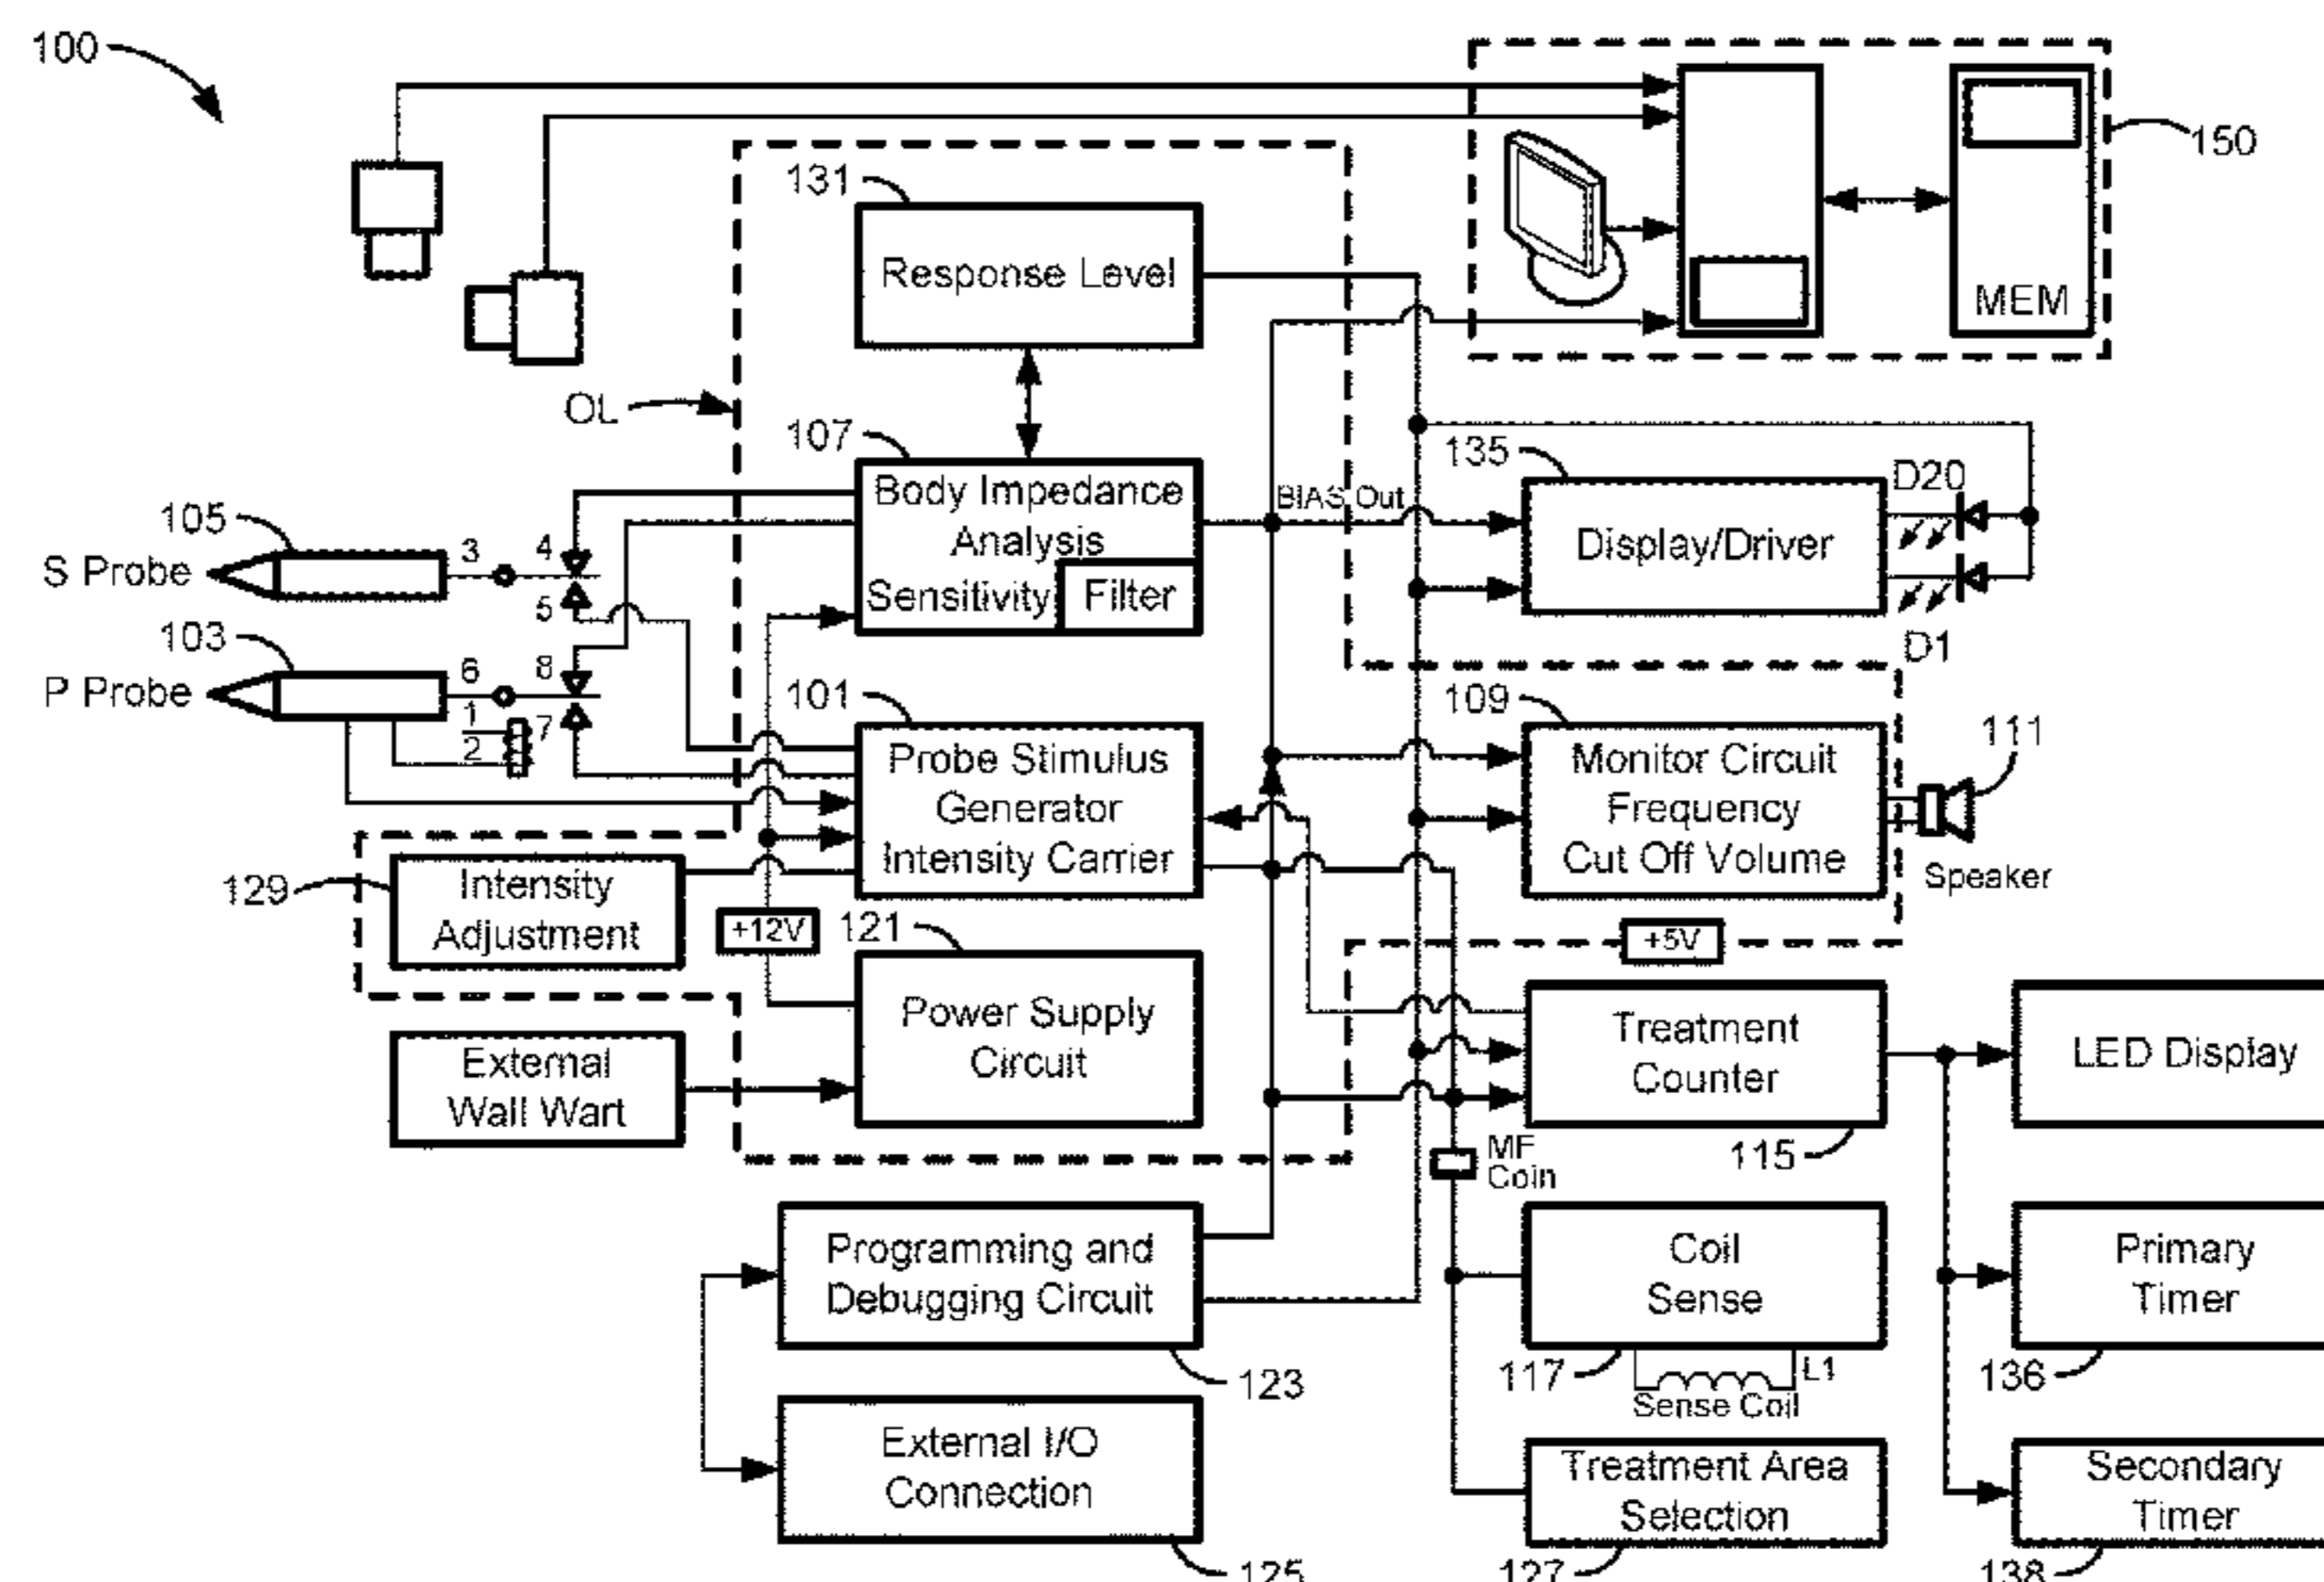 100
150
131
Response Level
MEM
OL
107
135
D20
Body Impedance
Analysis
Sensitivity
Filter
BIAS Out
Display/Driver
105
S Probe
3
4
5
D1
103
P Probe
6
8
1
2
7
101
109
111
Probe Stimulus
Generator
Intensity Carrier
Monitor Circuit
Frequency
Cut Off Volume
Speaker
129
Intensity
Adjustment
+12V
121
+5V
Power Supply
Circuit
Treatment
Counter
LED Display
External
Wall Wart
115
MF
Coin
Programming and
Debugging Circuit
Coil
Sense
Primary
Timer
123
117
L1
Sense Coil
136
External I/O
Connection
Treatment Area
Selection
Secondary
Timer
125
127
138